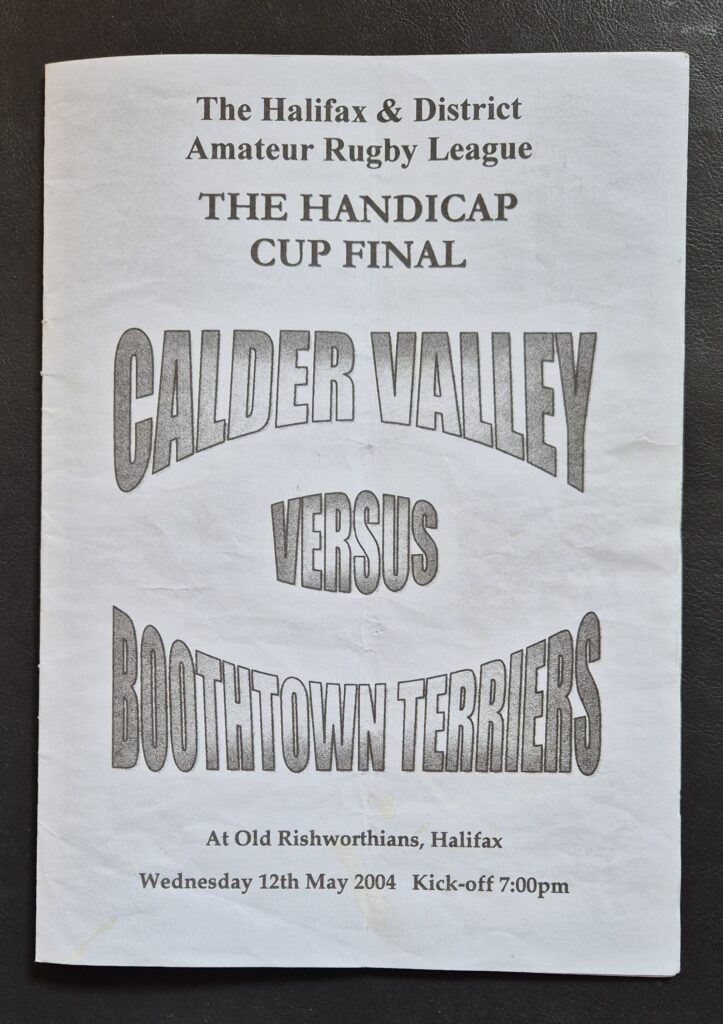 The Halifax & District
Amateur Rugby League
THE HANDICAP
CUP FINAL
CALDER VALLEY
VERSUS
BOOTHTOWN TERRIERS
At Old Rishworthians, Halifax
Wednesday 12th May 2004 Kick-off 7:00pm